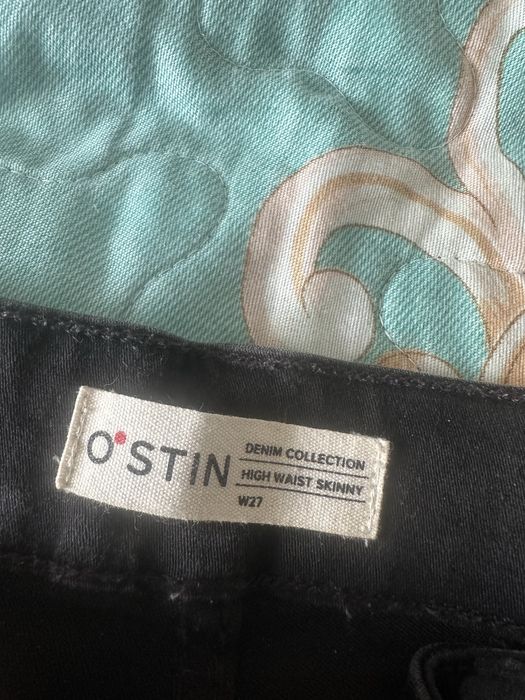 O'STIN
DENIM COLLECTION
HIGH WAIST SKINNY
W27